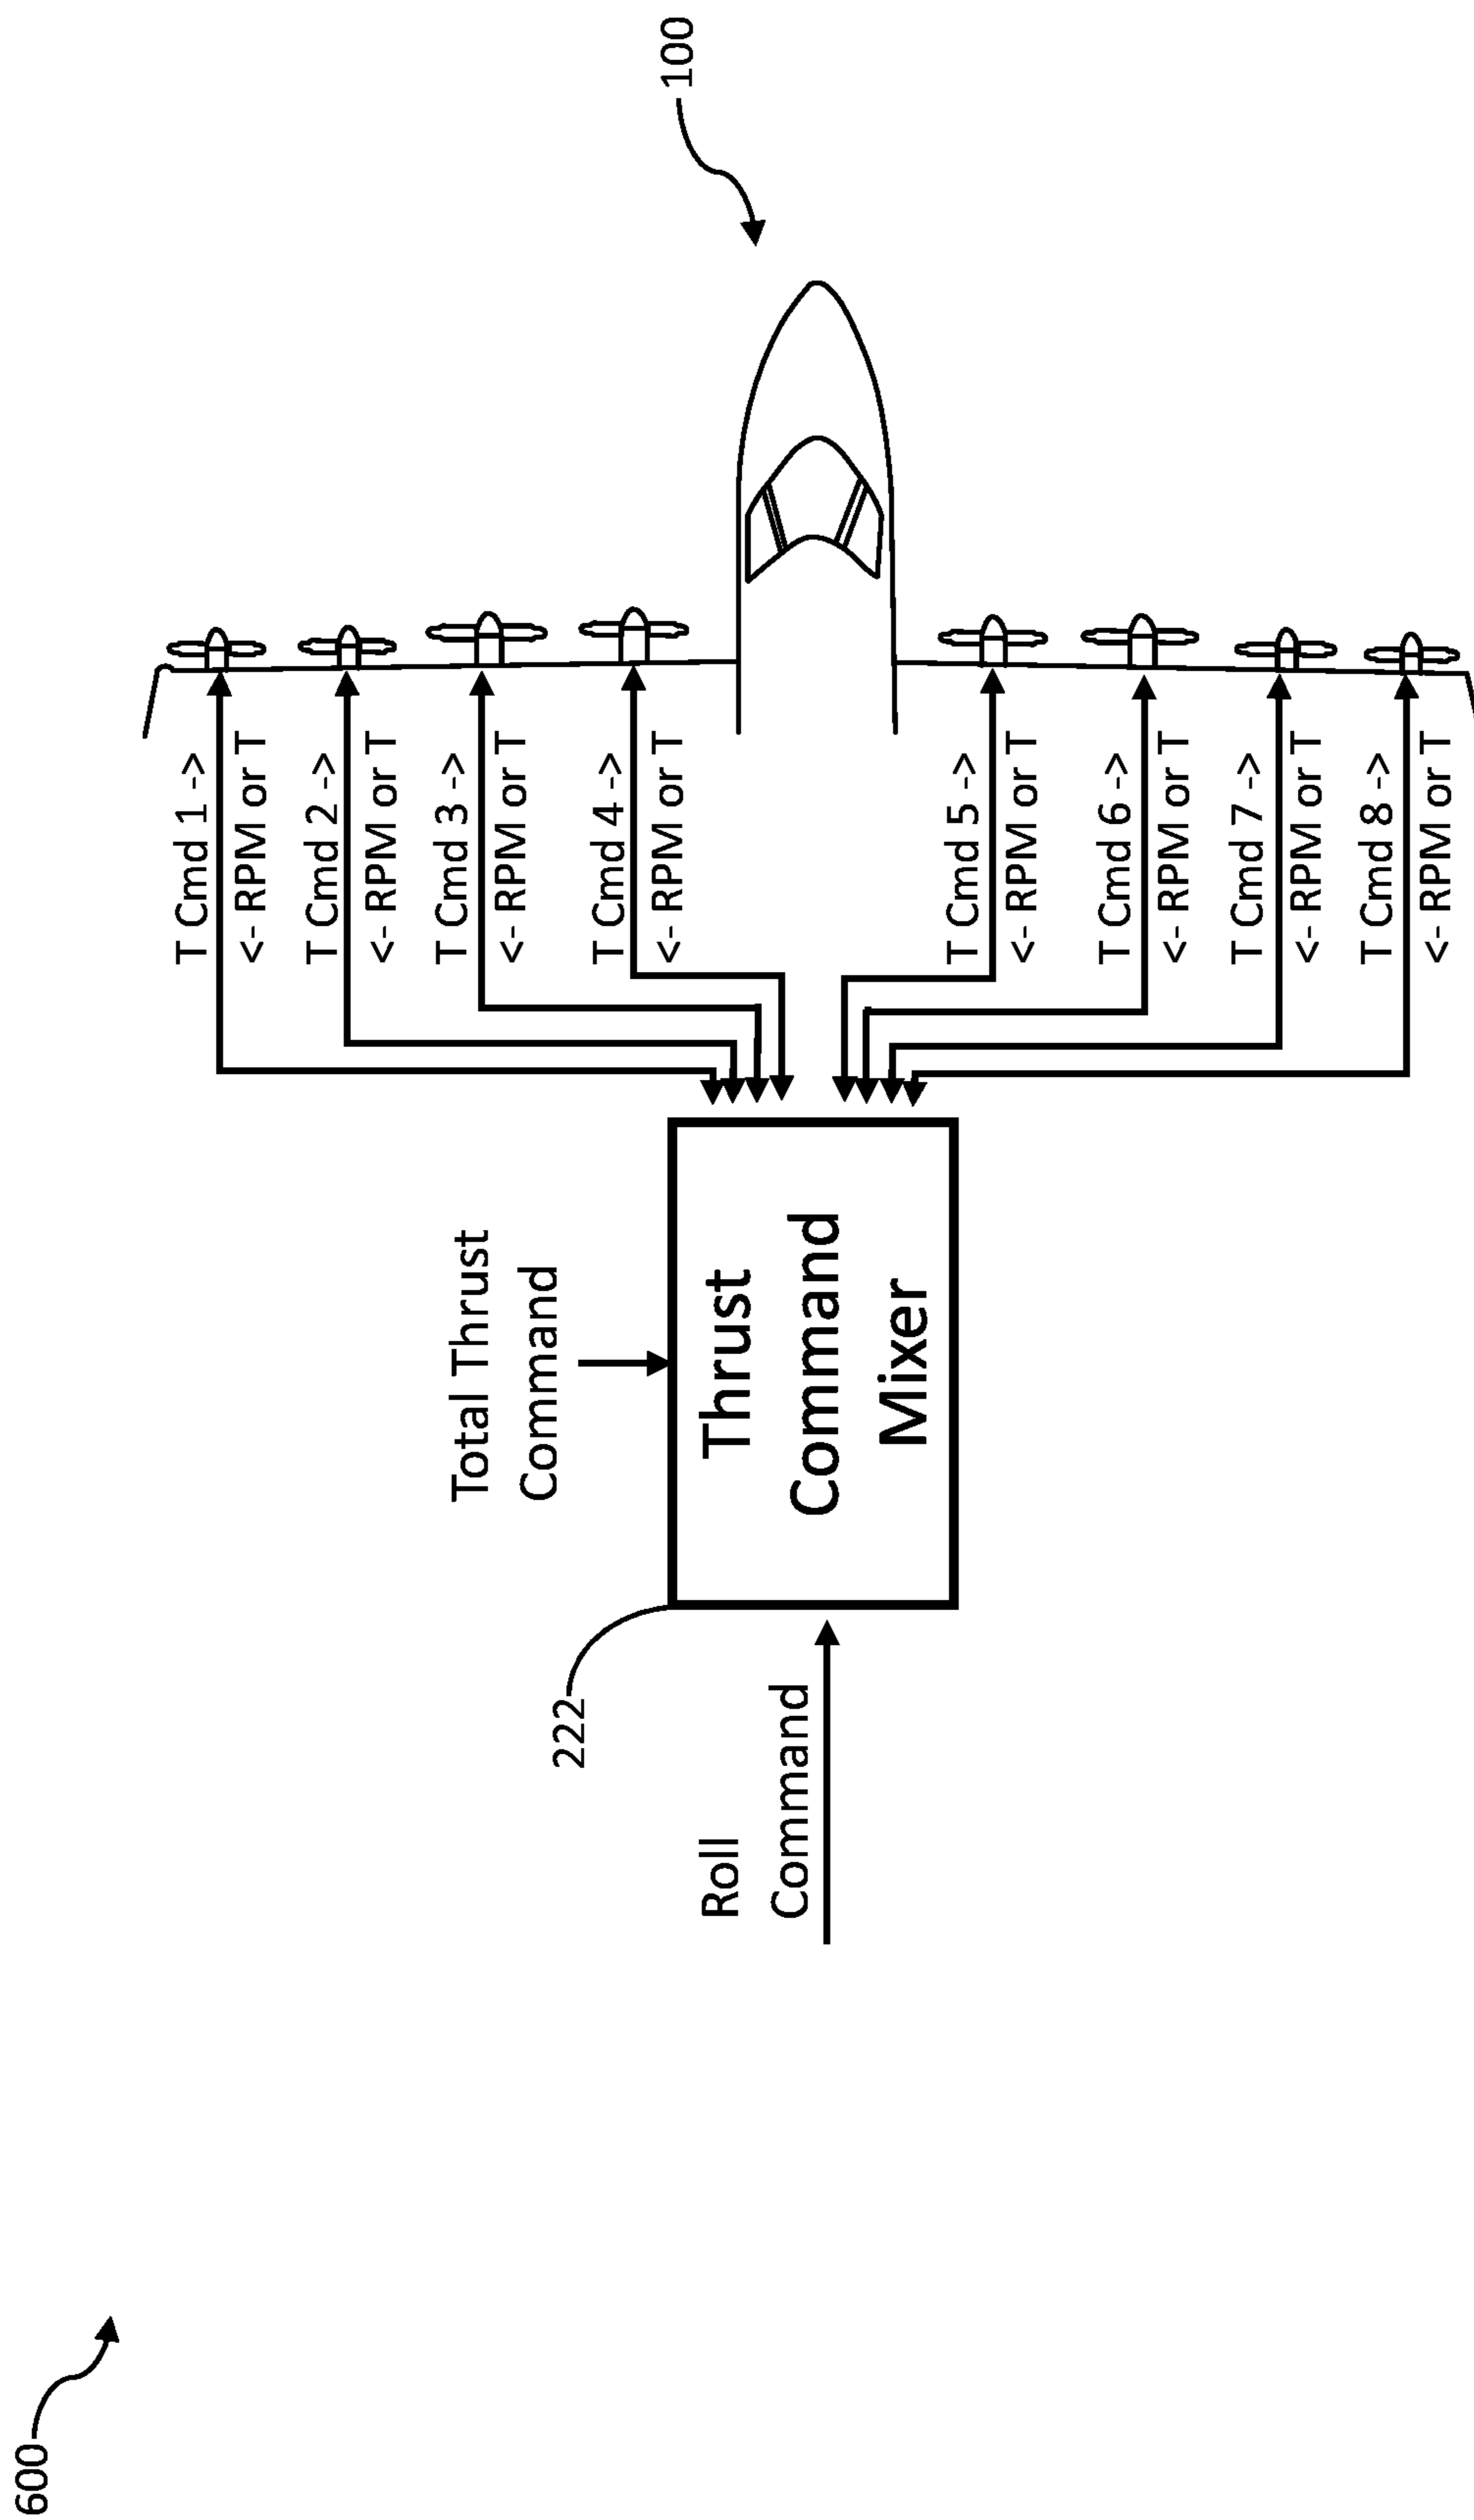 600
Roll
Command
222
Total Thrust
Command
Thrust
Command
Mixer
T Cmd 1 ->
<- RPM or T
T Cmd 2 ->
<- RPM or T
T Cmd 3 ->
<- RPM or T
T Cmd 4 ->
<- RPM or T
T Cmd 5 ->
<- RPM or T
T Cmd 6 ->
<- RPM or T
T Cmd 7 ->
<- RPM or T
T Cmd 8 ->
<- RPM or T
100